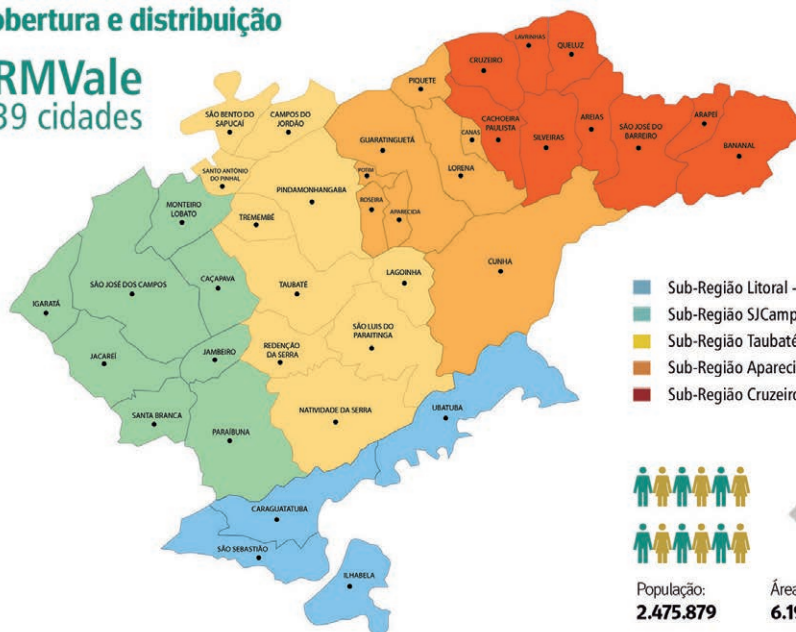 obertura e distribuição
RMVale
39 cidades
LAVRINHAS
QUELUZ
CRUZEIRO
PIQUETE
SÃO BENTO DO
SAPUCAÍ
CAMPOS DO
JORDÃO
CACHOEIRA
PAULISTA
SILVEIRAS
AREIAS
SÃO JOSÉ DO
BARREIRO
ARAPEÍ
BANANAL
GUARATINGUETÁ
CANAS
LORENA
SANTO ANTÔNIO
DO PINHAL
PINDAMONHANGABA
POTIM
ROSEIRA
APARECIDA
MONTEIRO
LOBATO
TREMEMBÉ
CUNHA
LAGOINHA
SÃO JOSÉ DOS CAMPOS
CAÇAPAVA
TAUBATÉ
IGARATÁ
SÃO LUIS DO
PARAITINGA
REDENÇÃO
DA SERRA
JACAREÍ
JAMBEIRO
SANTA BRANCA
PARAÍBUNA
NATIVIDADE DA SERRA
UBATUBA
CARAGUATATUBA
SÃO SEBASTIÃO
ILHABELA
Sub-Região Litoral -
Sub-Região SJCamp
Sub-Região Taubaté
Sub-Região Apareci
Sub-Região Cruzeiro
População:
2.475.879
Área
6.19